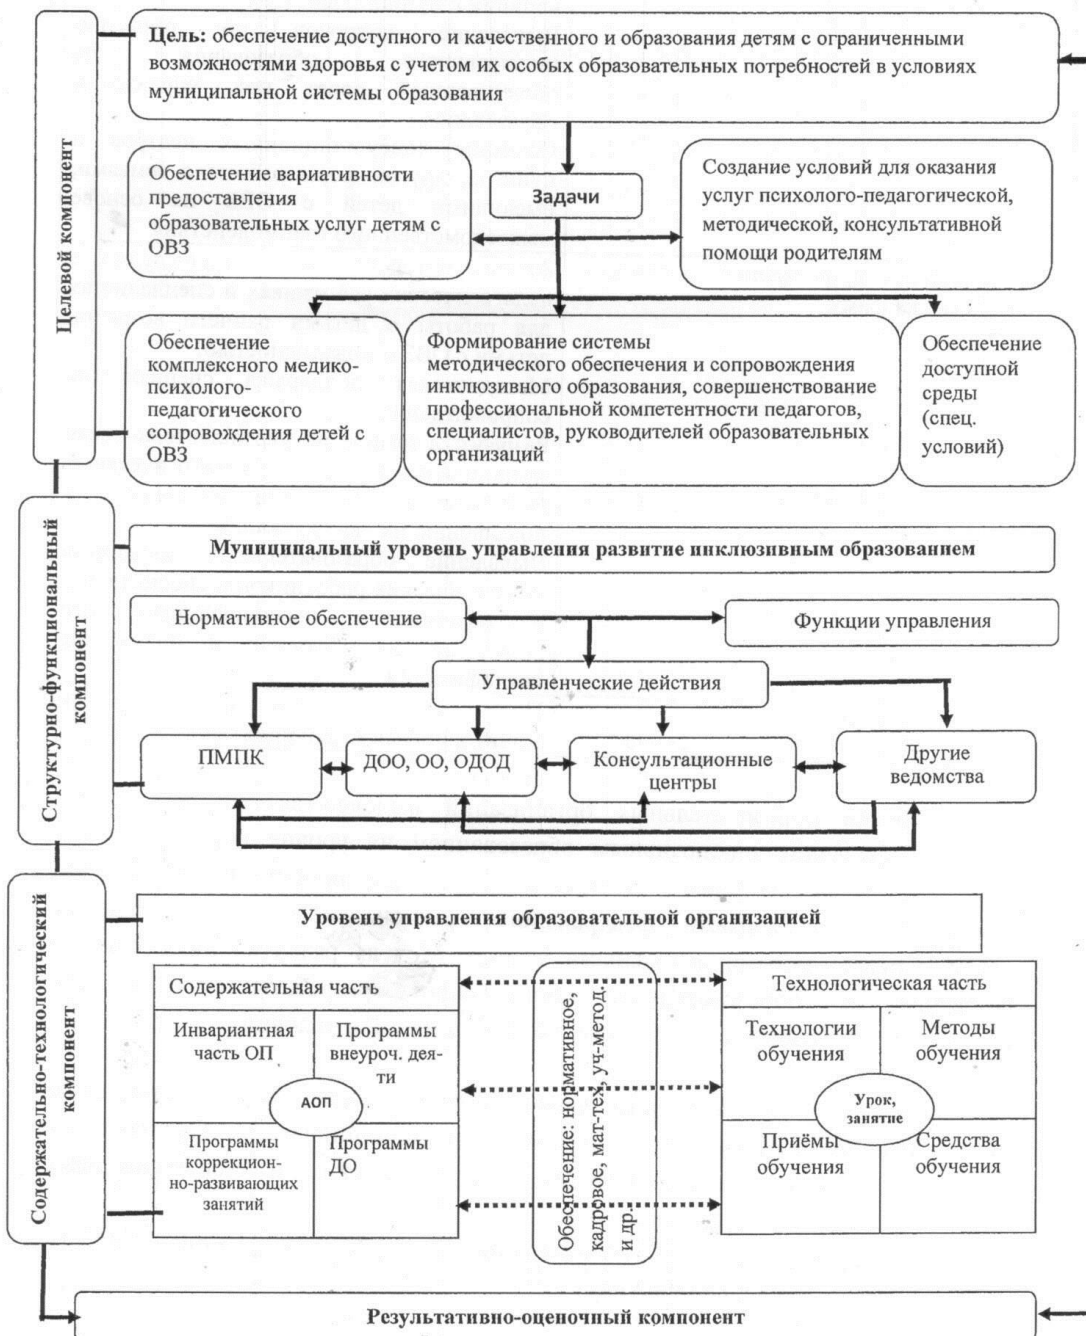 Целевой компонент
Цель: обеспечение доступного и качественного и образования детям с ограниченными
возможностями здоровья с учетом их особых образовательных потребностей в условиях
муниципальной системы образования
Обеспечение вариативности
предоставления
образовательных услуг детям с
ОВЗ
Задачи
Создание условий для оказания
услуг психолого-педагогической,
методической, консультативной
помощи родителям
Обеспечение
комплексного медико-
психолого-
педагогического
сопровождения детей с
ОВЗ
Формирование системы
методического обеспечения и сопровождения
инклюзивного образования, совершенствование
профессиональной компетентности педагогов,
специалистов, руководителей образовательных
организаций
Обеспечение
доступной
среды
(спец.
условий)
Структурно-функциональный
компонент
Муниципальный уровень управления развитие инклюзивным образованием
Нормативное обеспечение
Функции управления
Управленческие действия
ПМПК
ДОО, ОО, ОДОД
Консультационные
центры
Другие
ведомства
Содержательно-технологический
компонент
Уровень управления образовательной организацией
Содержательная часть
Инвариантная
часть ОП
Программы
внеуроч. дея-
ти
АОП
Программы
коррекцион-
но-развивающих
занятий
Программы
ДО
Обеспечение: нормативное,
кадровое, мат-тех, уч-метод.
и др.
Технологическая часть
Технологии
обучения
Методы
обучения
Урок,
занятие
Приёмы
обучения
Средства
обучения
Результативно-оценочный компонент